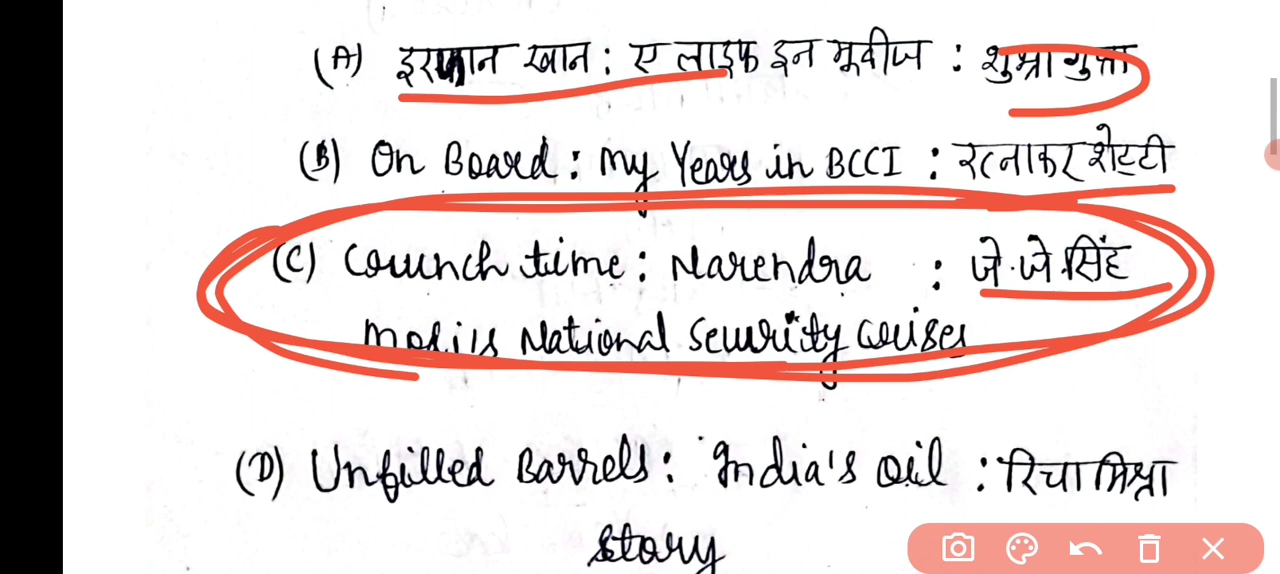 (A) इरफान खान : ए लाइफ इन मूवीज : शुभ्रा गुप्ता
(B) On Board : My Years in BCCI : रत्नाकर शेट्टी
(C) Counch time : Narendra : जे. जे. सिंह
Modi's National Security Crises
(D) Unfilled Barrels : India's oil : रिचा मिश्रा
story